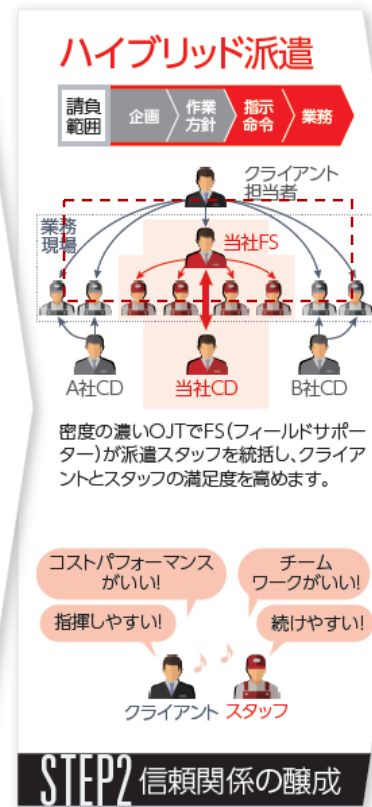 ハイブリッド派遣
請負
範囲
企画
作業
方針
指示
命令
業務
クライアント
担当者
業務
現場
当社FS
A社CD
当社CD
B社CD
密度の濃いOJTでFS(フィールドサポー
ター)が派遣スタッフを統括し、クライア
ントとスタッフの満足度を高めます。
コストパフォーマンス
がいい!
チーム
ワークがいい!
指揮しやすい!
続けやすい!
クライアント
スタッフ
STEP2 信頼関係の醸成